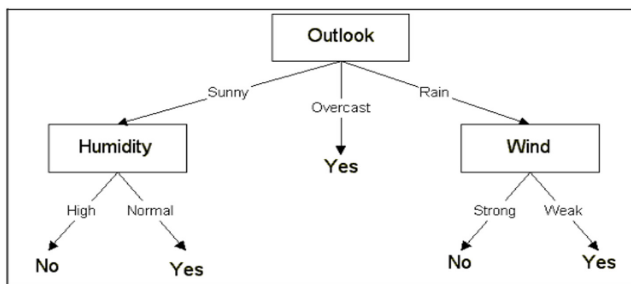 Outlook
Sunny
Overcast
Rain
Humidity
Yes
Wind
High
Normal
Strong
Weak
No
Yes
No
Yes